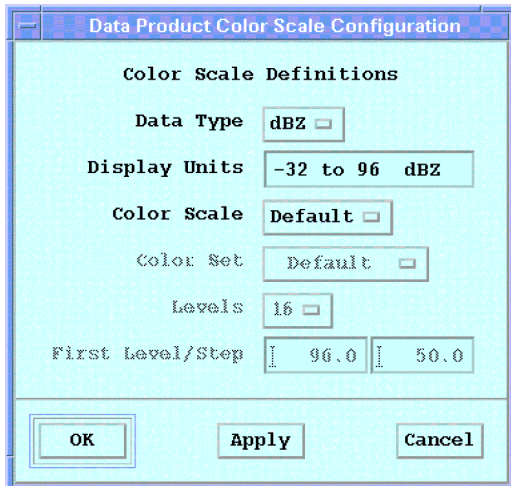 Data Product Color Scale Configuration
Color Scale Definitions
Data Type dBZ
Display Units -32 to 96 dBZ
Color Scale Default
Color Set Default
Levels 16
First Level/Step 96.0 50.0
OK Apply Cancel